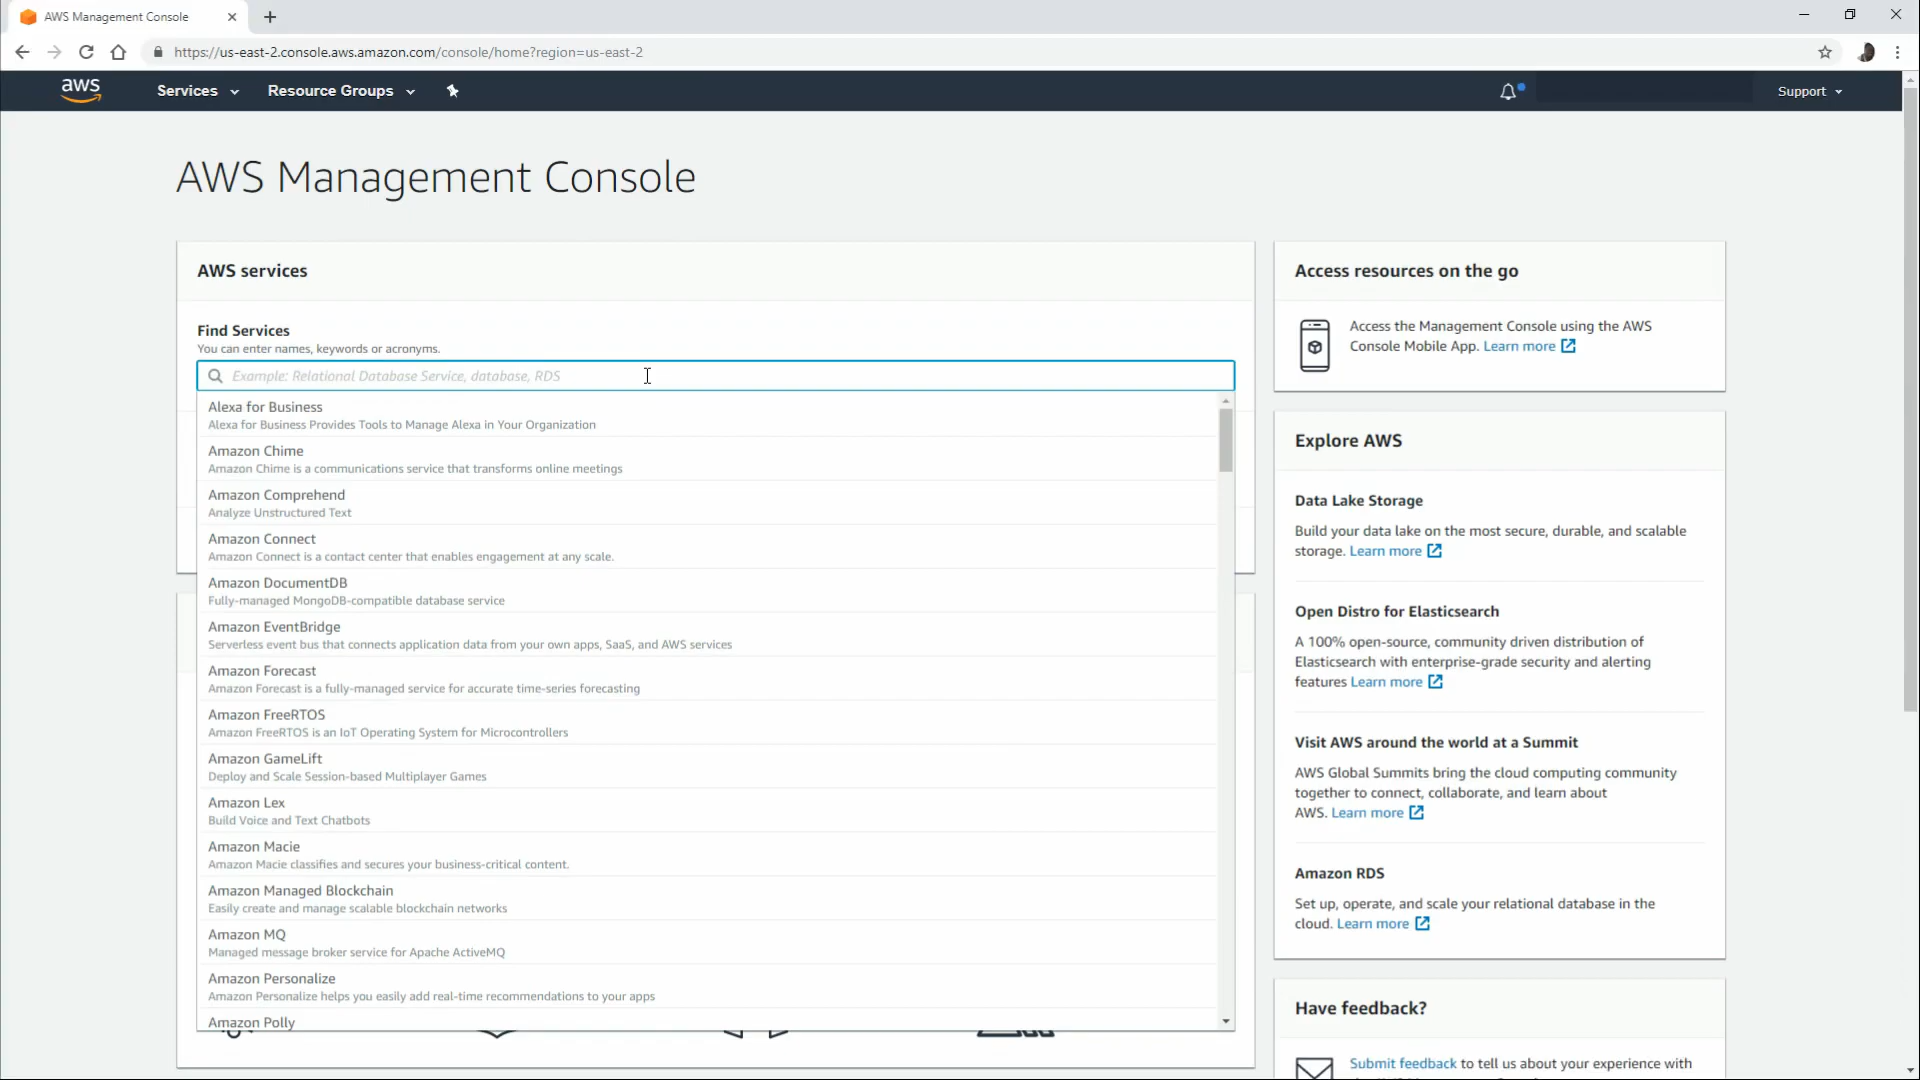 AWS Management Console
https://us-east-2.console.aws.amazon.com/console/home?region=us-east-2
aws
Services
Resource Groups
Support
AWS Management Console
AWS services
Find Services
You can enter names, keywords or acronyms.
Example: Relational Database Service, database, RDS
Alexa for Business
Alexa for Business Provides Tools to Manage Alexa in Your Organization
Amazon Chime
Amazon Chime is a communications service that transforms online meetings
Amazon Comprehend
Analyze Unstructured Text
Amazon Connect
Amazon Connect is a contact center that enables engagement at any scale.
Amazon DocumentDB
Fully-managed MongoDB-compatible database service
Amazon EventBridge
Serverless event bus that connects application data from your own apps, SaaS, and AWS services
Amazon Forecast
Amazon Forecast is a fully-managed service for accurate time-series forecasting
Amazon FreeRTOS
Amazon FreeRTOS is an IoT Operating System for Microcontrollers
Amazon GameLift
Deploy and Scale Session-based Multiplayer Games
Amazon Lex
Build Voice and Text Chatbots
Amazon Macie
Amazon Macie classifies and secures your business-critical content.
Amazon Managed Blockchain
Easily create and manage scalable blockchain networks
Amazon MQ
Managed message broker service for Apache ActiveMQ
Amazon Personalize
Amazon Personalize helps you easily add real-time recommendations to your apps
Amazon Polly
Access resources on the go
Access the Management Console using the AWS
Console Mobile App. Learn more
Explore AWS
Data Lake Storage
Build your data lake on the most secure, durable, and scalable
storage. Learn more
Open Distro for Elasticsearch
A 100% open-source, community driven distribution of
Elasticsearch with enterprise-grade security and alerting
features Learn more
Visit AWS around the world at a Summit
AWS Global Summits bring the cloud computing community
together to connect, collaborate, and learn about
AWS. Learn more
Amazon RDS
Set up, operate, and scale your relational database in the
cloud. Learn more
Have feedback?
Submit feedback to tell us about your experience with